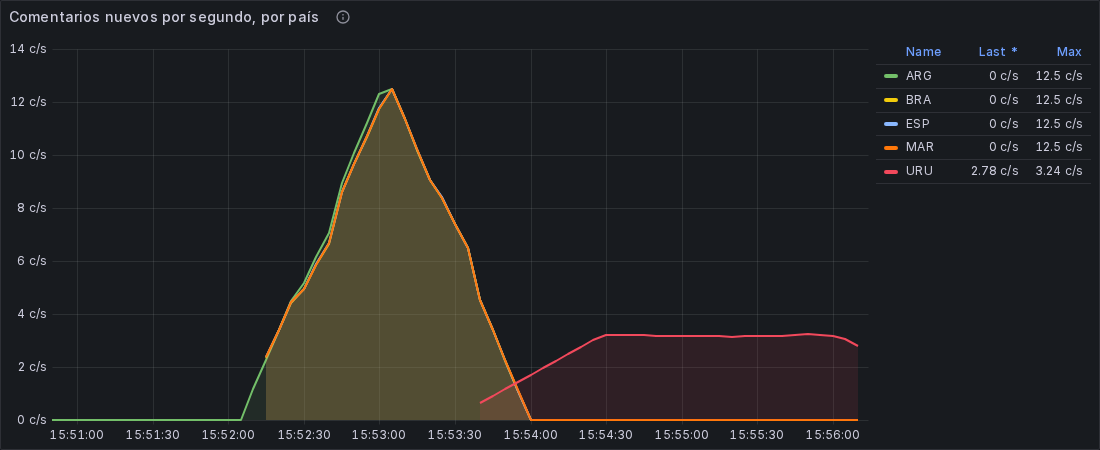 Comentarios nuevos por segundo, por país
14 c/s
12 c/s
10 c/s
8 c/s
6 c/s
4 c/s
2 c/s
0 c/s
15:51:00 15:51:30 15:52:00 15:52:30 15:53:00 15:53:30 15:54:00 15:54:30 15:55:00 15:55:30 15:56:00
Name Last * Max
ARG 0 c/s 12.5 c/s
BRA 0 c/s 12.5 c/s
ESP 0 c/s 12.5 c/s
MAR 0 c/s 12.5 c/s
URU 2.78 c/s 3.24 c/s